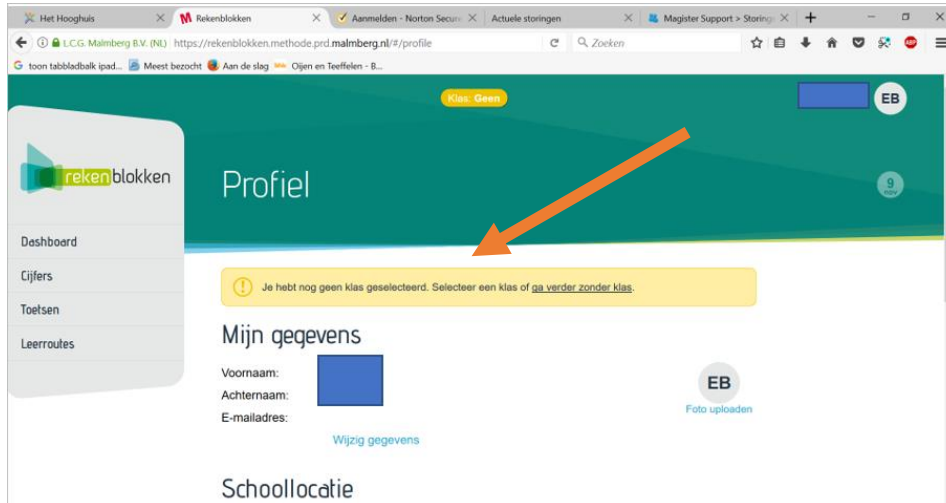 Het Hooghuis
Rekenblokken
Aanmelden - Norton Secure
Actuele storingen
Magister Support > Storing
L.C.G. Malmberg B.V. (NL)
https://rekenblokken.methode.prd.malmberg.nl/#/profile
Zoeken
toon tabbladbalk ipad...
Meest bezocht
Aan de slag
Oijen en Teeffelen - B...
Klas: Geen
EB
rekenblokken
Profiel
9
nov
Dashboard
Cijfers
Toetsen
Leerroutes
Je hebt nog geen klas geselecteerd. Selecteer een klas of ga verder zonder klas.
Mijn gegevens
Voornaam:
Achternaam:
E-mailadres:
EB
Foto uploaden
Wijzig gegevens
Schoollocatie